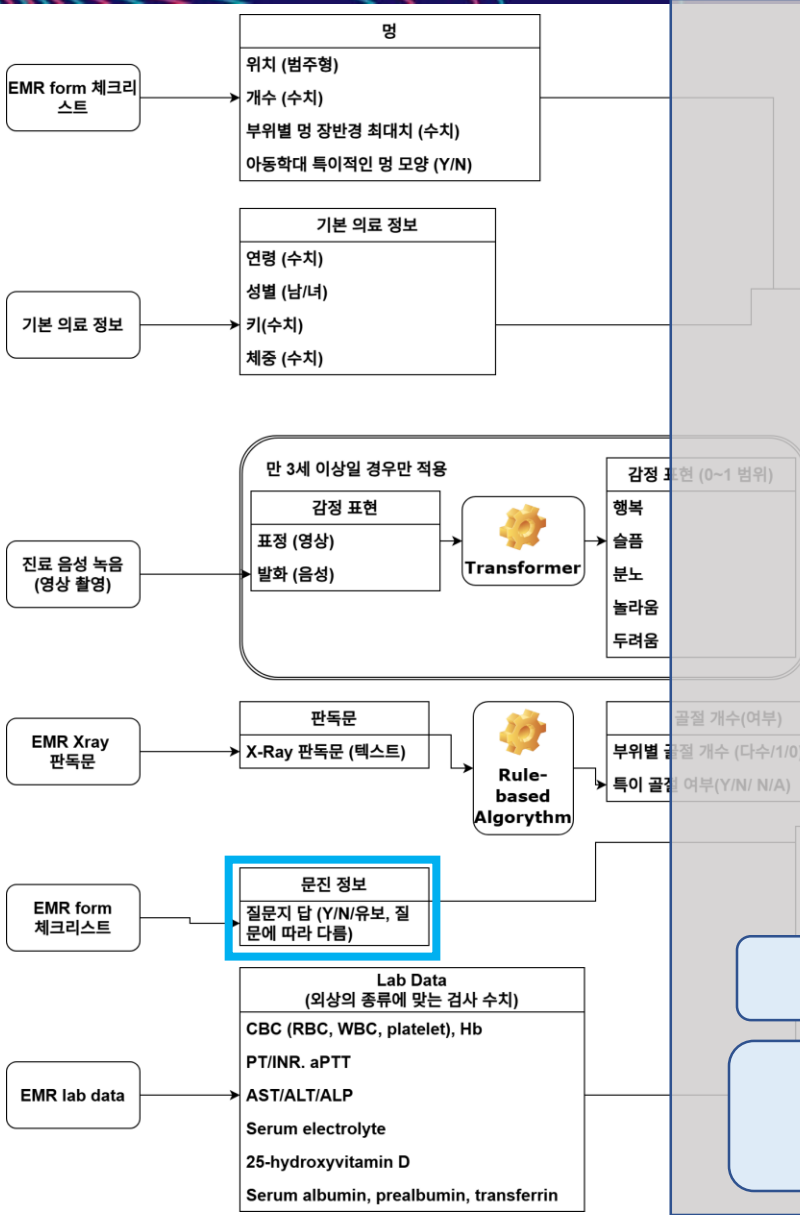 멍
EMR form 체크리
스트
위치 (범주형)
개수 (수치)
부위별 멍 장반경 최대치 (수치)
아동학대 특이적인 멍 모양 (Y/N)
기본 의료 정보
기본 의료 정보
연령 (수치)
성별 (남/녀)
키(수치)
체중 (수치)
진료 음성 녹음
(영상 촬영)
만 3세 이상일 경우만 적용
감정 표현
표정 (영상)
발화 (음성)
Transformer
감정 표현 (0~1 범위)
행복
슬픔
분노
놀라움
두려움
EMR Xray
판독문
판독문
X-Ray 판독문 (텍스트)
Rule-
based
Algorythm
골절 개수(여부)
부위별 골절 개수 (다수/1/0)
특이 골절 여부(Y/N/ N/A)
EMR form
체크리스트
문진 정보
질문지 답 (Y/N/유보, 질
문에 따라 다름)
EMR lab data
Lab Data
(외상의 종류에 맞는 검사 수치)
CBC (RBC, WBC, platelet), Hb
PT/INR. aPTT
AST/ALT/ALP
Serum electrolyte
25-hydroxyvitamin D
Serum albumin, prealbumin, transferrin